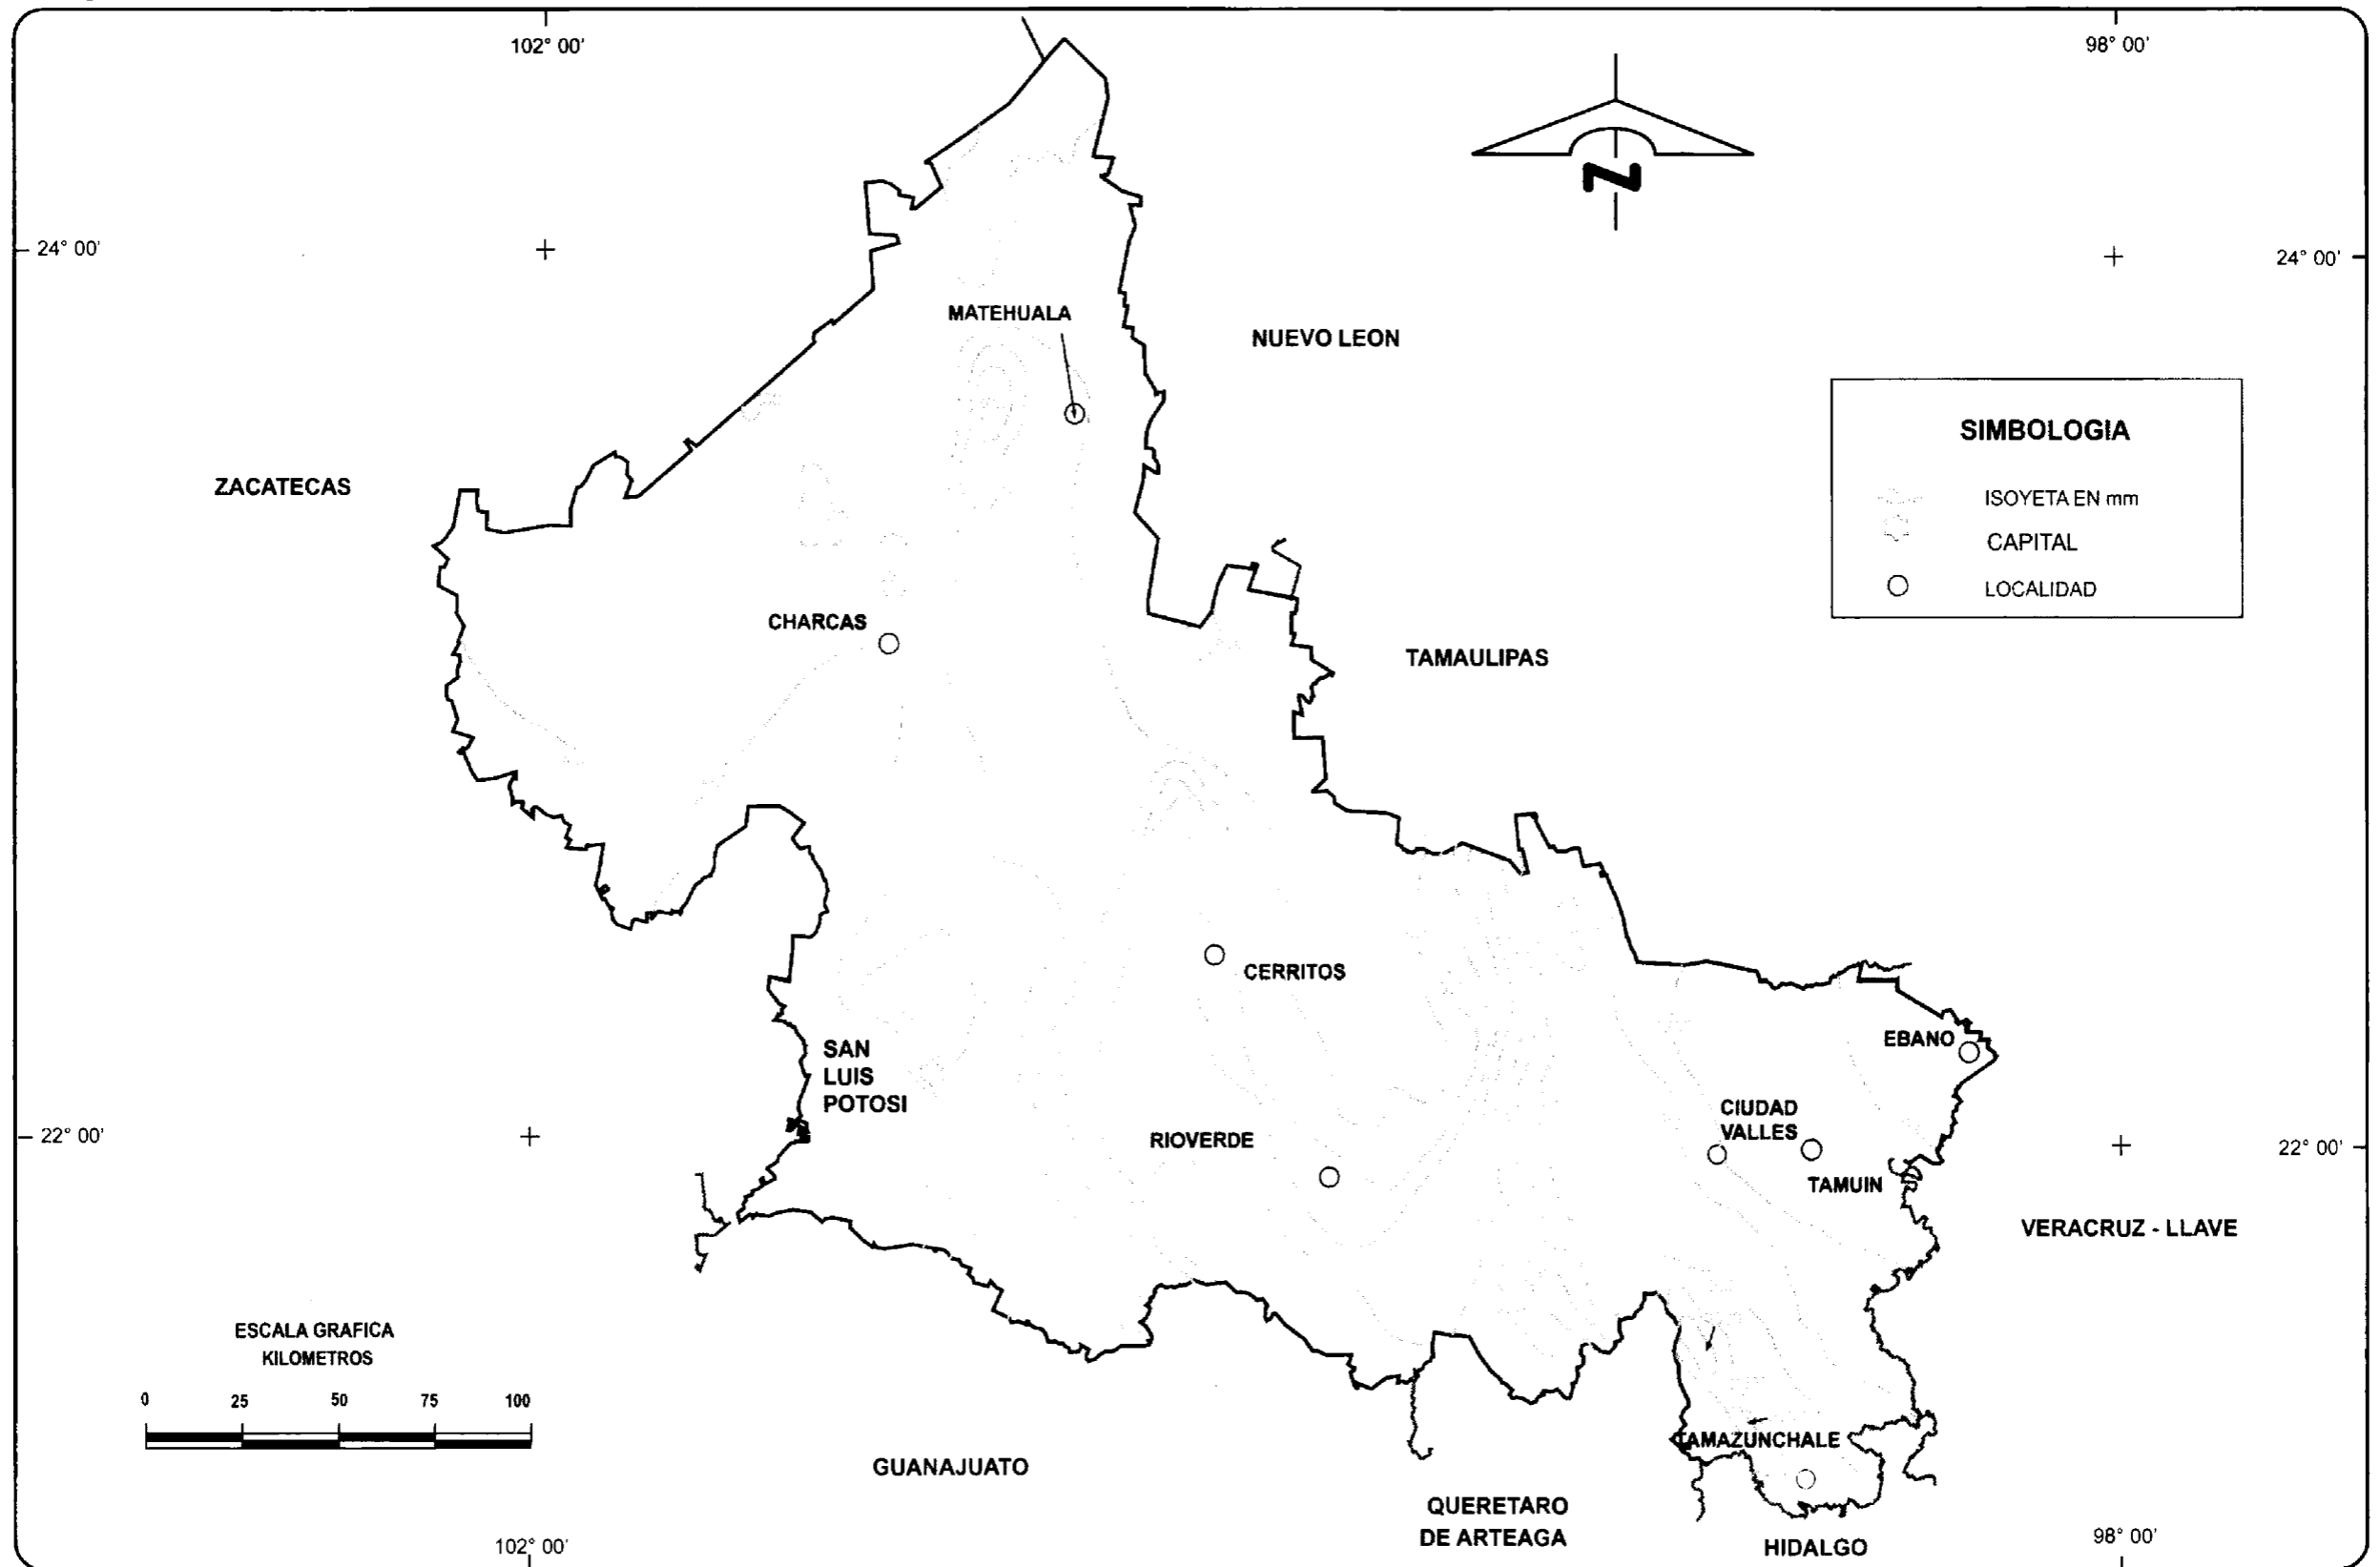 102° 00'
98° 00'
N
24° 00'
24° 00'
MATEHUALA
NUEVO LEON
SIMBOLOGIA
ISOYETA EN mm
CAPITAL
LOCALIDAD
ZACATECAS
CHARCAS
TAMAULIPAS
CERRITOS
EBANO
SAN
LUIS
POTOSI
CIUDAD
VALLES
22° 00'
RIOVERDE
22° 00'
TAMUIN
VERACRUZ - LLAVE
ESCALA GRAFICA
KILOMETROS
0 25 50 75 100
TAMAZUNCHALE
GUANAJUATO
QUERETARO
DE ARTEAGA
HIDALGO
102° 00'
98° 00'